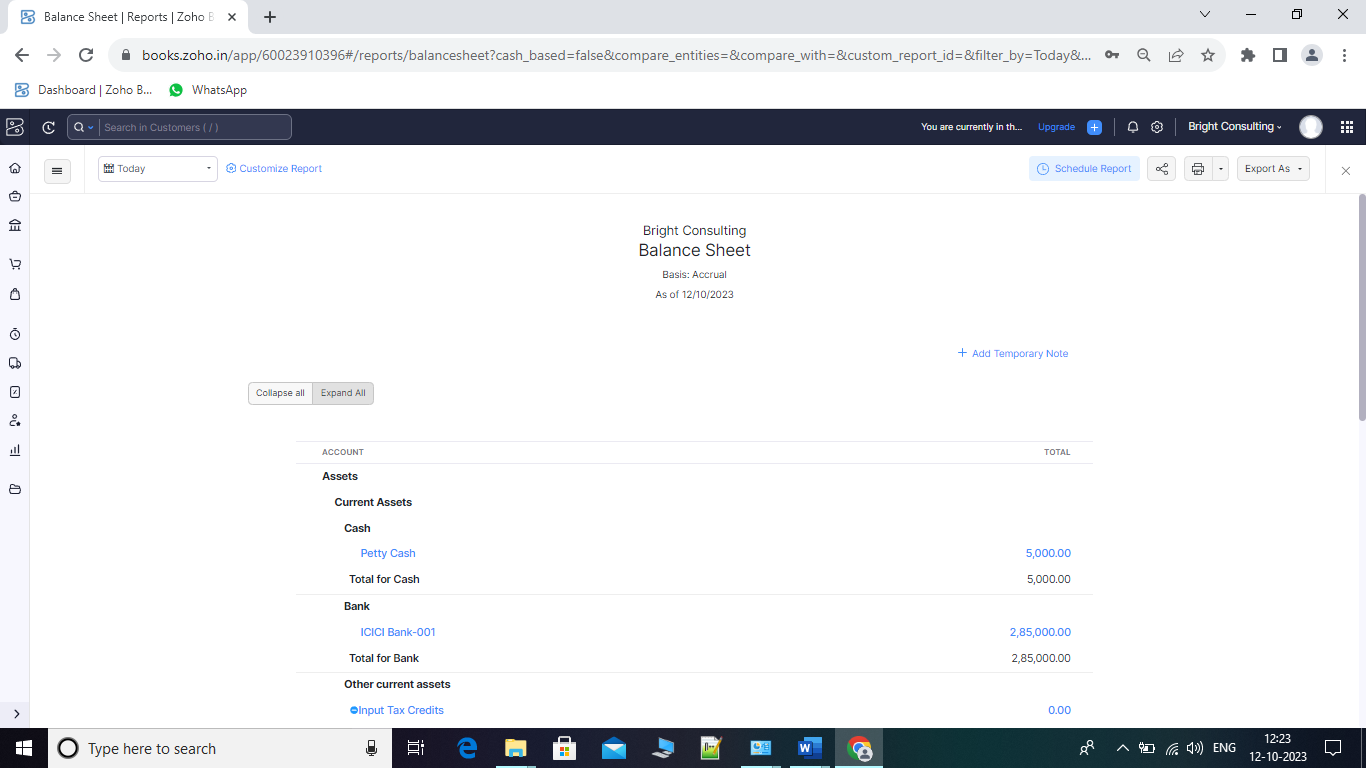 Balance Sheet | Reports | Zoho B
books.zoho.in/app/60023910396#/reports/balancesheet?cash_based=false&compare_entities=&compare_with=&custom_report_id=&filter_by=Today&...
Dashboard | Zoho B...
WhatsApp
Search in Customers ( / )
You are currently in th...
Upgrade
Bright Consulting
Today
Customize Report
Schedule Report
Export As
Bright Consulting
Balance Sheet
Basis: Accrual
As of 12/10/2023
+ Add Temporary Note
Collapse all
Expand All
ACCOUNT TOTAL
Assets
Current Assets
Cash
Petty Cash 5,000.00
Total for Cash 5,000.00
Bank
ICICI Bank-001 2,85,000.00
Total for Bank 2,85,000.00
Other current assets
Input Tax Credits 0.00
Type here to search
ENG
12:23
12-10-2023